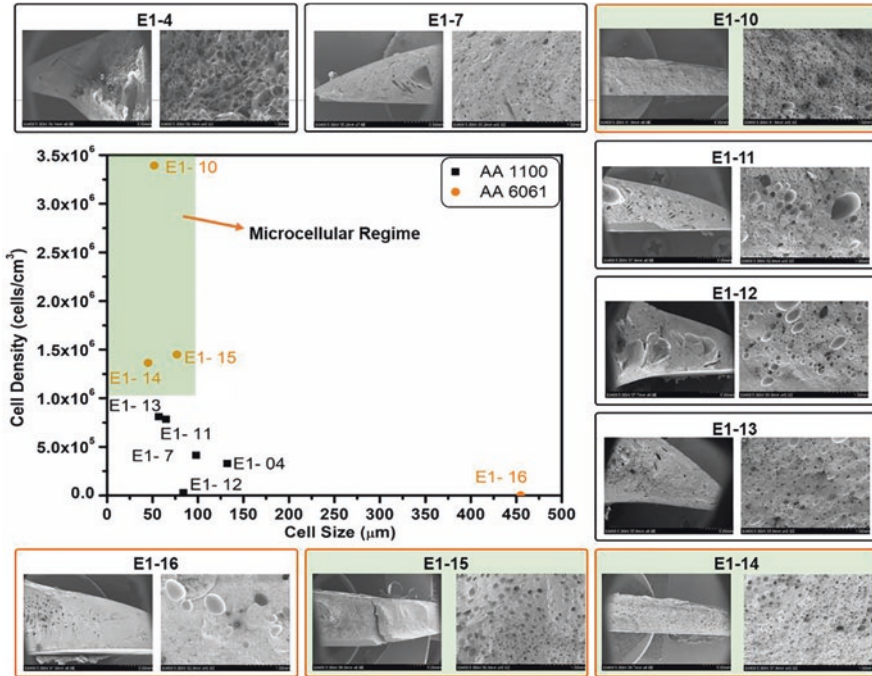 E1-4
E1-7
E1-10
E1-11
E1-12
E1-13
3.5x10⁶
3.0x10⁶
2.5x10⁶
2.0x10⁶
1.5x10⁶
1.0x10⁶
5.0x10⁵
0.0
Cell Density (cells/cm³)
E1- 10
AA 1100
AA 6061
Microcellular Regime
E1- 15
E1- 14
E1- 13
E1- 11
E1- 7
E1- 04
E1- 12
E1- 16
0 50 100 150 200 250 300 350 400 450 500
Cell Size (μm)
E1-16
E1-15
E1-14